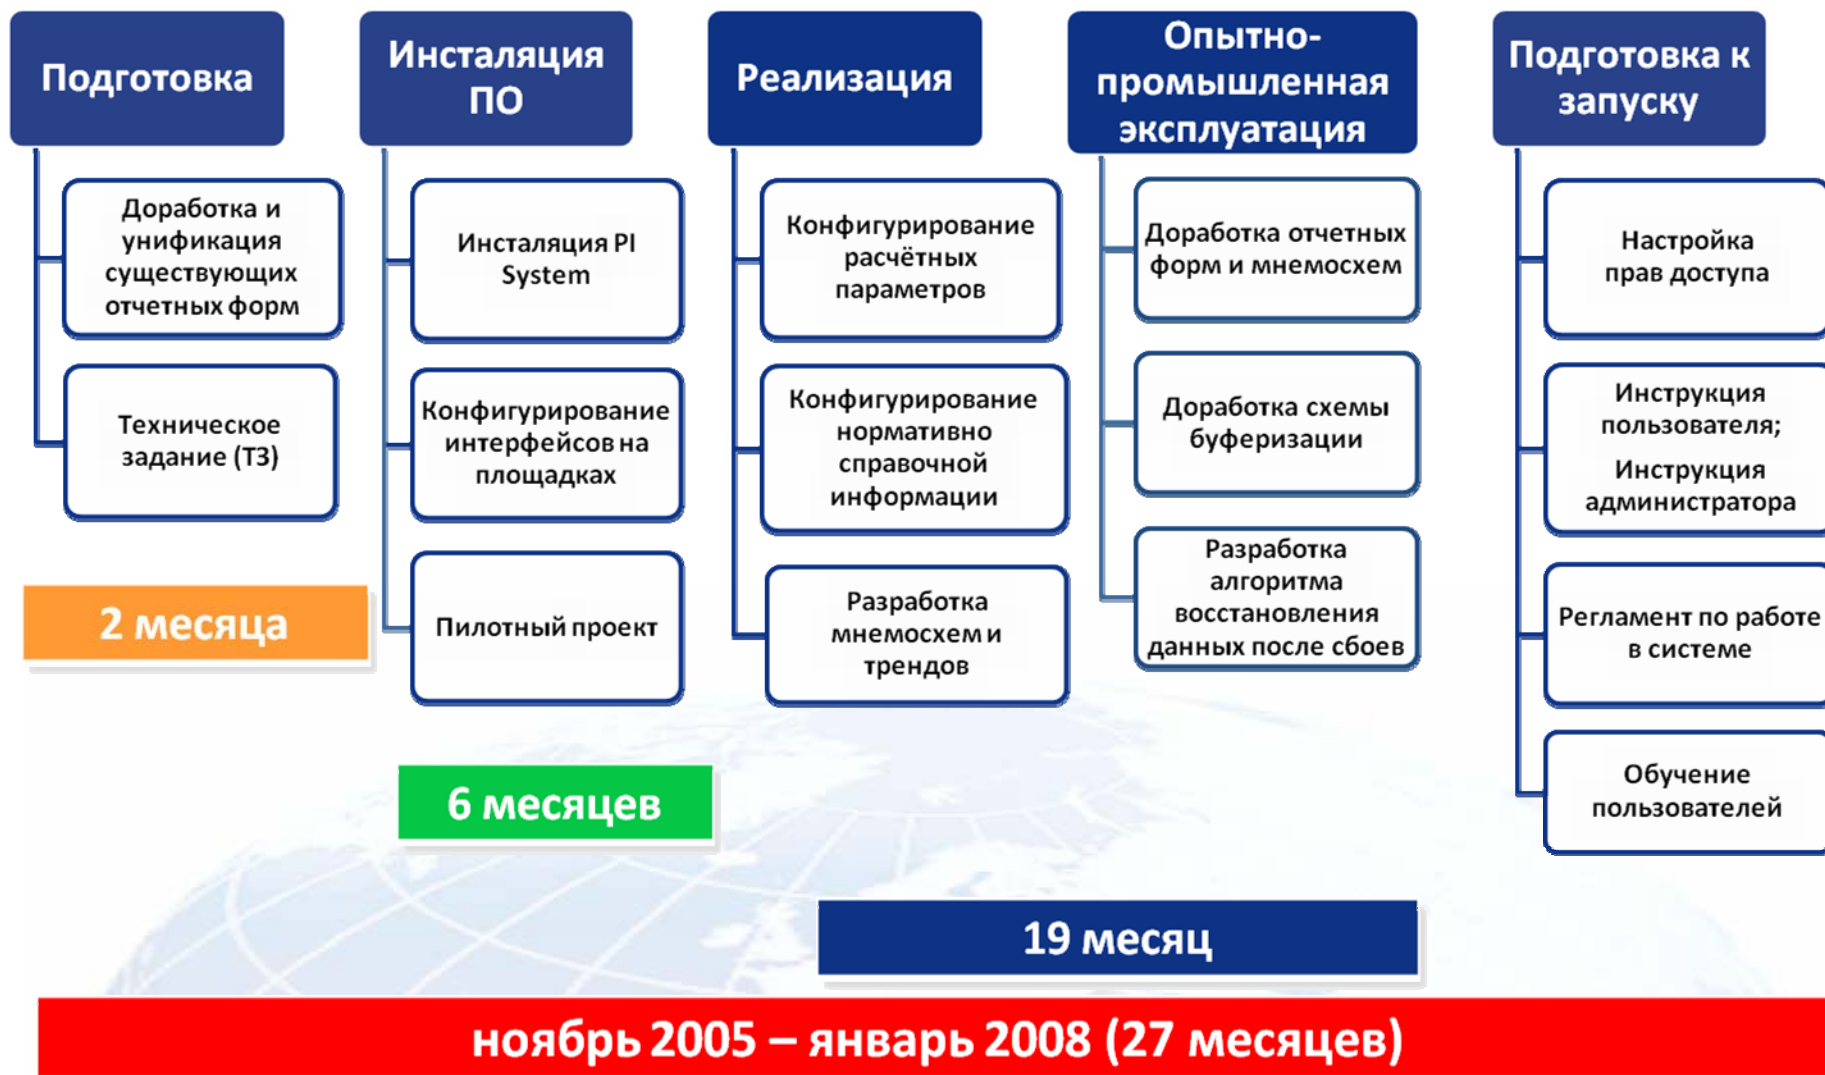 Подготовка
Доработка и
унификация
существующих
отчетных форм
Техническое
задание (ТЗ)
2 месяца
Инсталяция
ПО
Инсталяция PI
System
Конфигурирование
интерфейсов на
площадках
Пилотный проект
6 месяцев
Реализация
Конфигурирование
расчётных
параметров
Конфигурирование
нормативно
справочной
информации
Разработка
мнемосхем и
трендов
Опытно-
промышленная
эксплуатация
Доработка отчетных
форм и мнемосхем
Доработка схемы
буферизации
Разработка
алгоритма
восстановления
данных после сбоев
19 месяц
Подготовка к
запуску
Настройка
прав доступа
Инструкция
пользователя;
Инструкция
администратора
Регламент по работе
в системе
Обучение
пользователей
ноябрь 2005 – январь 2008 (27 месяцев)